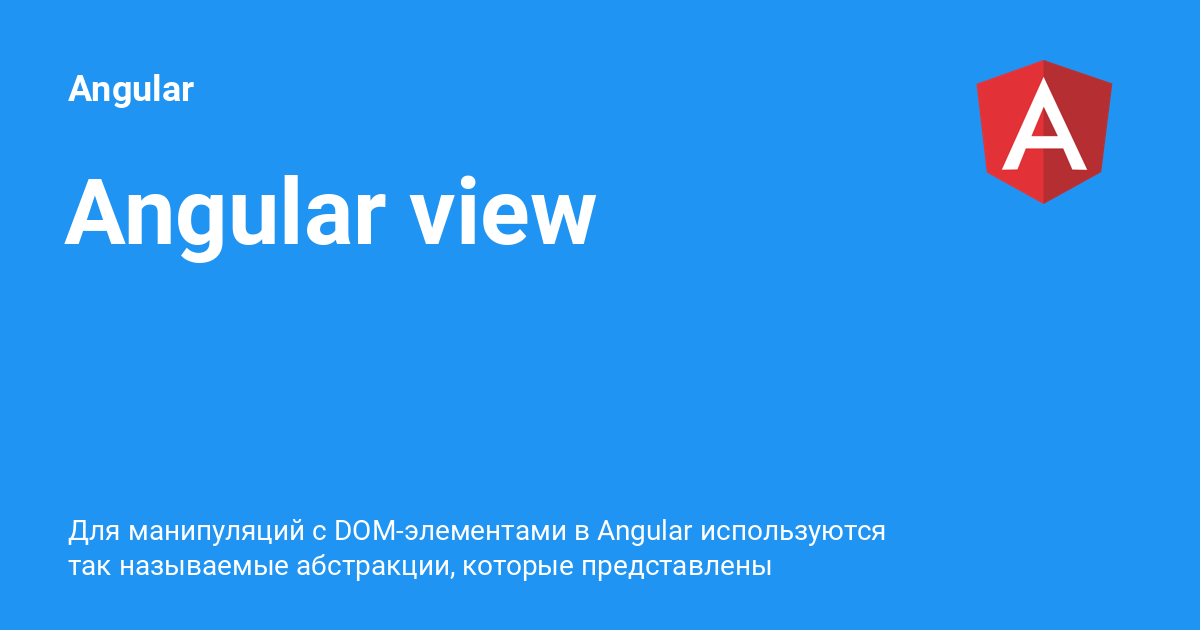 Angular
Angular view
Для манипуляций с DOM-элементами в Angular используются
так называемые абстракции, которые представлены